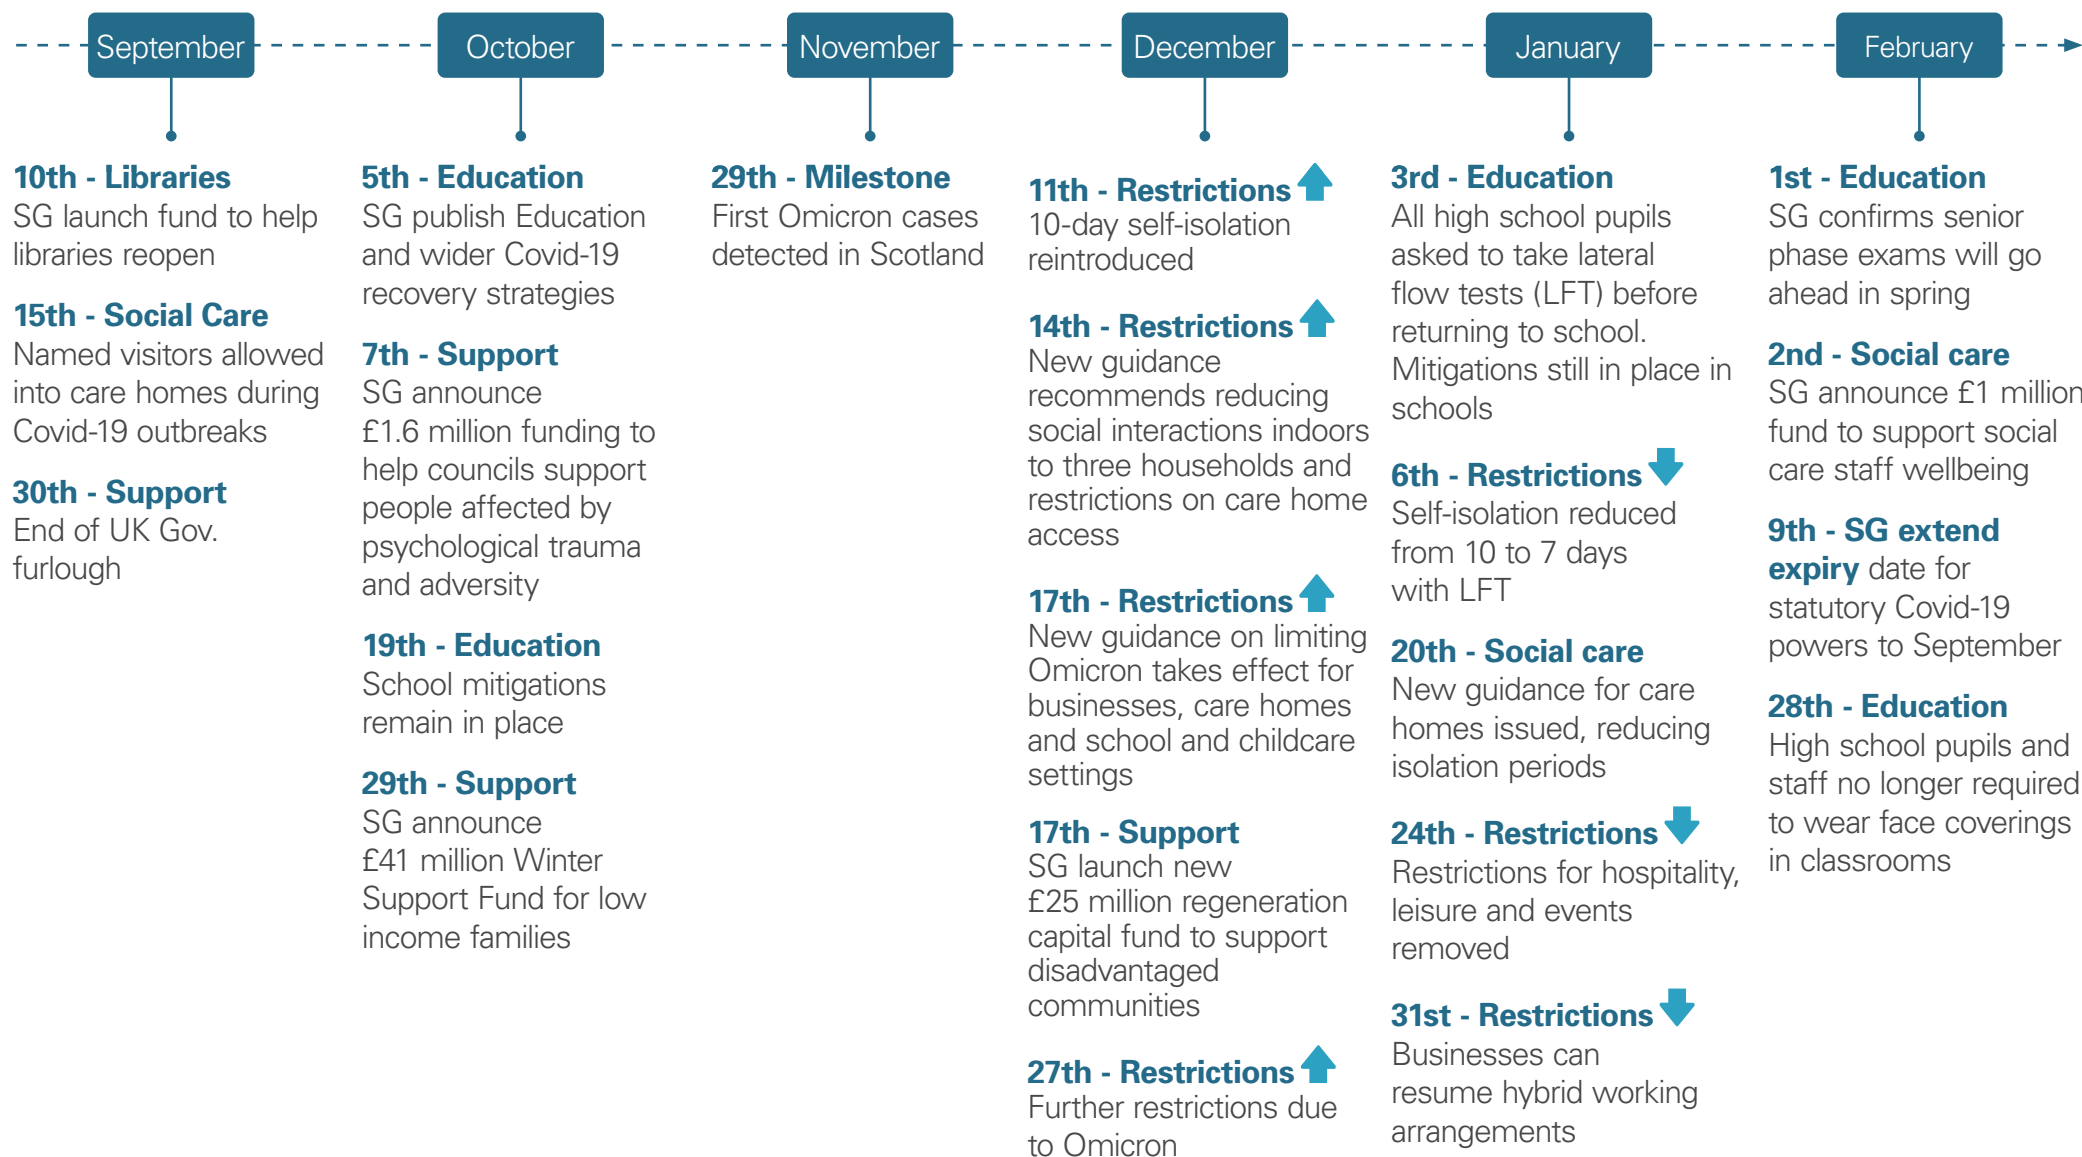 September
October
November
December
January
February
10th - Libraries
SG launch fund to help
libraries reopen
15th - Social Care
Named visitors allowed
into care homes during
Covid-19 outbreaks
30th - Support
End of UK Gov.
furlough
5th - Education
SG publish Education
and wider Covid-19
recovery strategies
7th - Support
SG announce
£1.6 million funding to
help councils support
people affected by
psychological trauma
and adversity
19th - Education
School mitigations
remain in place
29th - Support
SG announce
£41 million Winter
Support Fund for low
income families
29th - Milestone
First Omicron cases
detected in Scotland
11th - Restrictions
10-day self-isolation
reintroduced
14th - Restrictions
New guidance
recommends reducing
social interactions indoors
to three households and
restrictions on care home
access
17th - Restrictions
New guidance on limiting
Omicron takes effect for
businesses, care homes
and school and childcare
settings
17th - Support
SG launch new
£25 million regeneration
capital fund to support
disadvantaged
communities
27th - Restrictions
Further restrictions due
to Omicron
3rd - Education
All high school pupils
asked to take lateral
flow tests (LFT) before
returning to school.
Mitigations still in place in
schools
6th - Restrictions
Self-isolation reduced
from 10 to 7 days
with LFT
20th - Social care
New guidance for care
homes issued, reducing
isolation periods
24th - Restrictions
Restrictions for hospitality,
leisure and events
removed
31st - Restrictions
Businesses can
resume hybrid working
arrangements
1st - Education
SG confirms senior
phase exams will go
ahead in spring
2nd - Social care
SG announce £1 million
fund to support social
care staff wellbeing
9th - SG extend
expiry date for
statutory Covid-19
powers to September
28th - Education
High school pupils and
staff no longer required
to wear face coverings
in classrooms